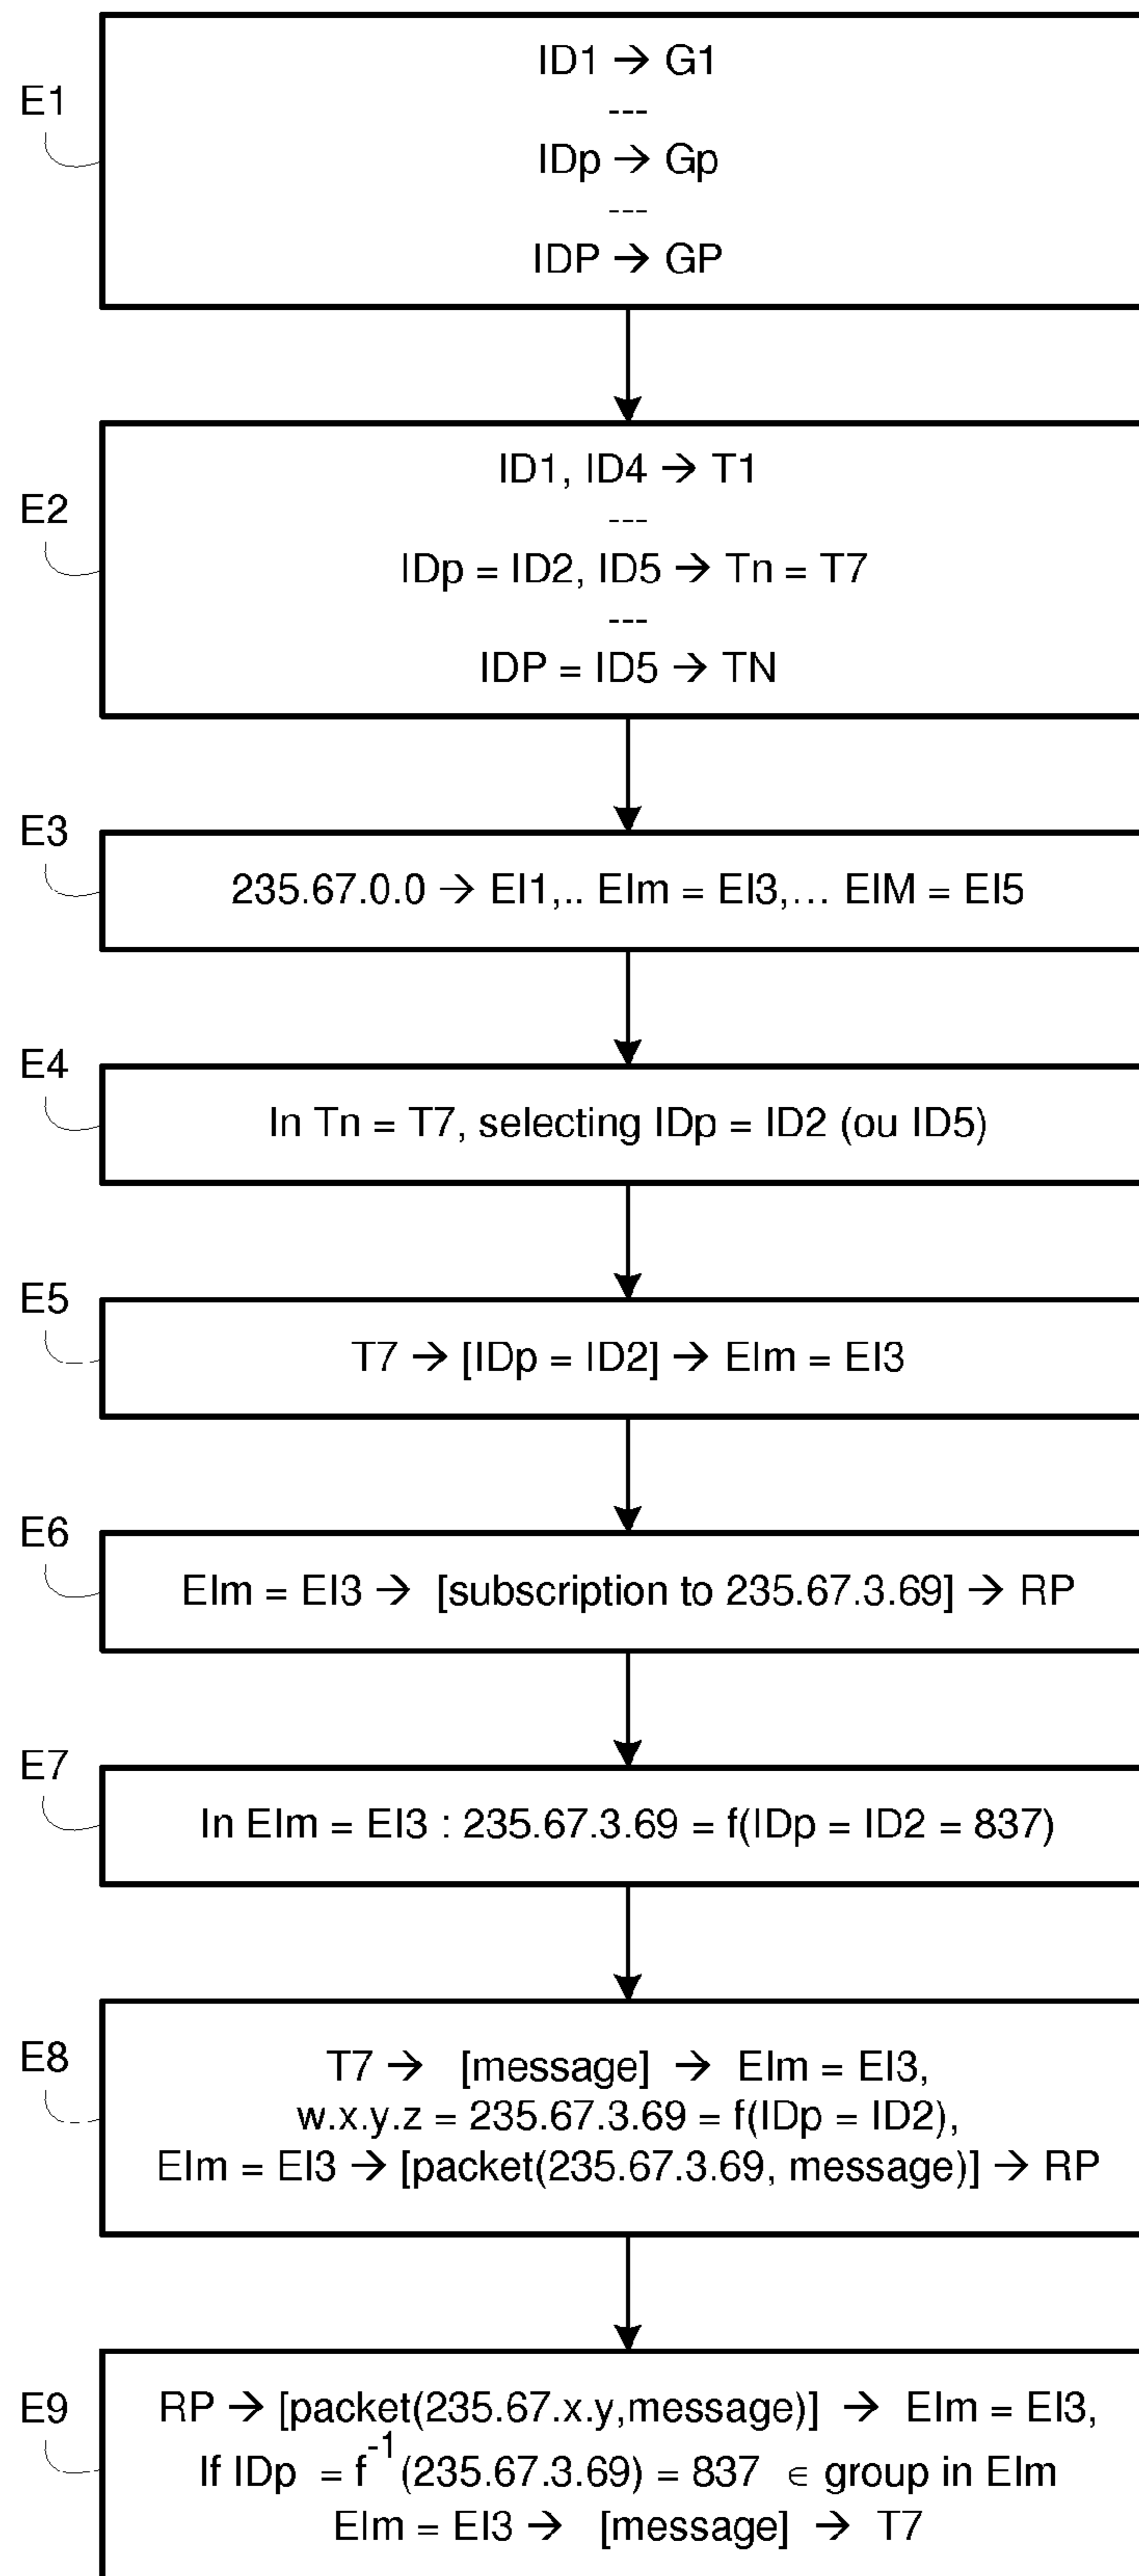 E1
ID1 → G1
---
IDp → Gp
---
IDP → GP
E2
ID1, ID4 → T1
---
IDp = ID2, ID5 → Tn = T7
---
IDP = ID5 → TN
E3
235.67.0.0 → EI1,.. EIm = EI3,... EIM = EI5
E4
In Tn = T7, selecting IDp = ID2 (ou ID5)
E5
T7 → [IDp = ID2] → EIm = EI3
E6
EIm = EI3 → [subscription to 235.67.3.69] → RP
E7
In EIm = EI3 : 235.67.3.69 = f(IDp = ID2 = 837)
E8
T7 → [message] → EIm = EI3,
w.x.y.z = 235.67.3.69 = f(IDp = ID2),
EIm = EI3 → [packet(235.67.3.69, message)] → RP
E9
RP → [packet(235.67.x.y,message)] → EIm = EI3,
If IDp = f⁻¹(235.67.3.69) = 837 ∈ group in EIm
EIm = EI3 → [message] → T7